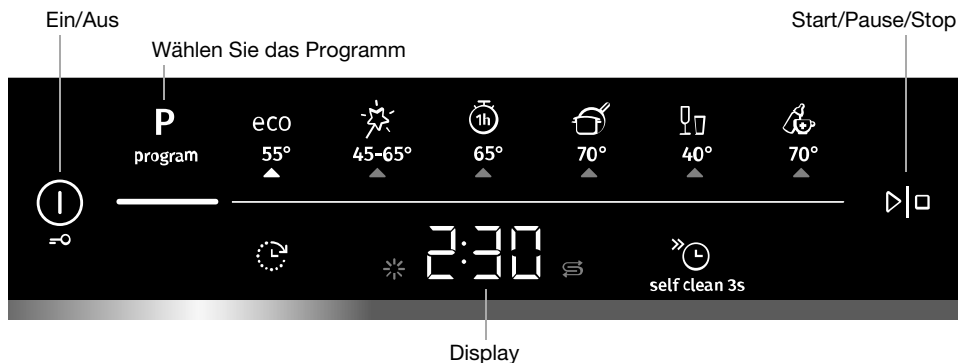 Ein/Aus
Start/Pause/Stop
Wählen Sie das Programm
P
program
eco
55°
45-65°
1h
65°
70°
40°
70°
2:30
self clean 3s
Display